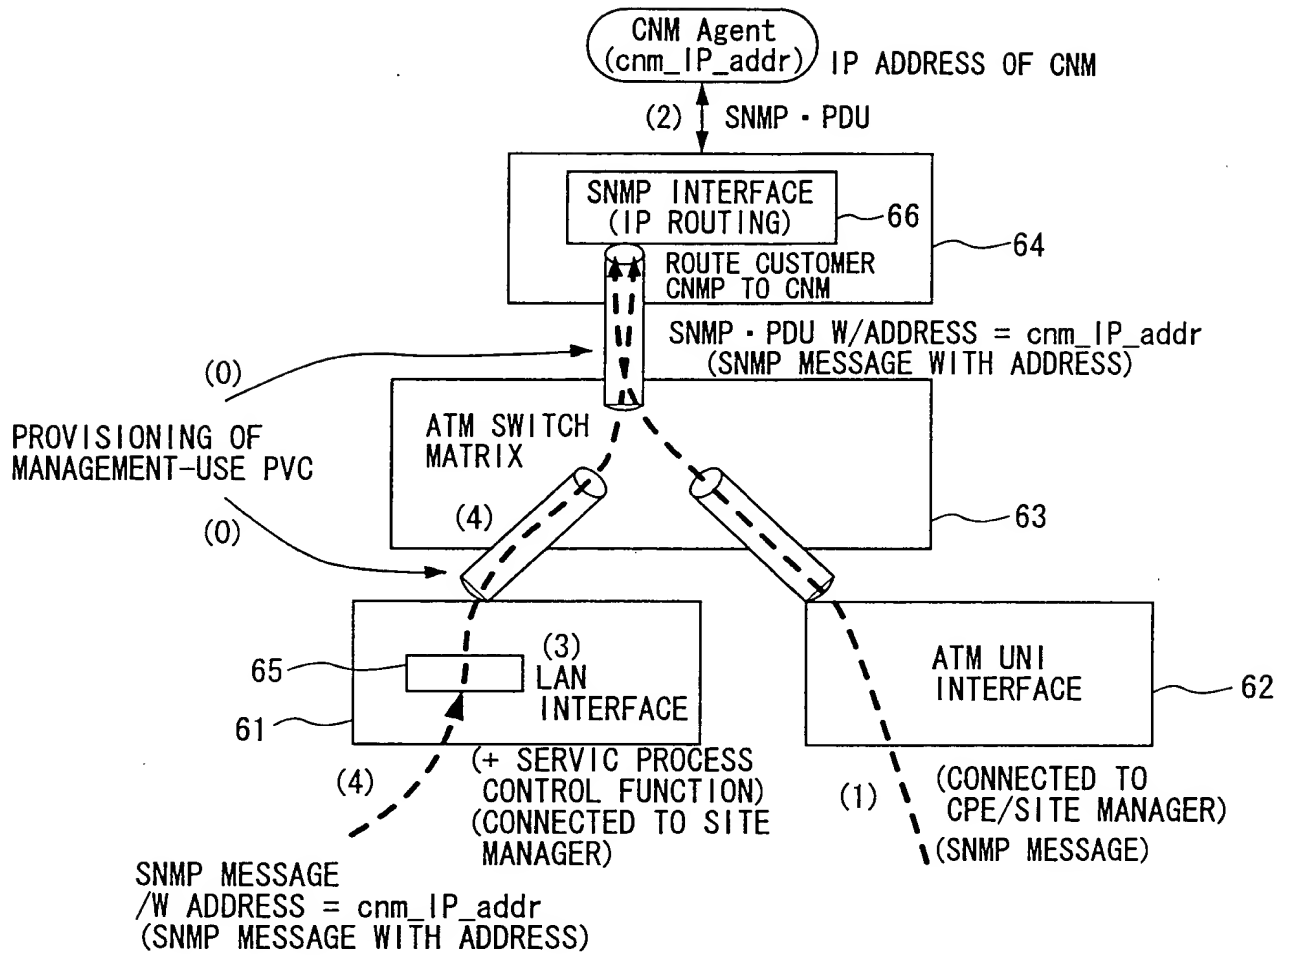 CNM Agent
(cnm_IP_addr)
IP ADDRESS OF CNM
(2)
SNMP・PDU
SNMP INTERFACE
(IP ROUTING)
66
64
ROUTE CUSTOMER
CNMP TO CNM
SNMP・PDU W/ADDRESS = cnm_IP_addr
(SNMP MESSAGE WITH ADDRESS)
(0)
PROVISIONING OF
MANAGEMENT-USE PVC
(0)
ATM SWITCH
MATRIX
(4)
63
65
(3)
LAN
INTERFACE
61
ATM UNI
INTERFACE
62
(4)
(+ SERVIC PROCESS
CONTROL FUNCTION)
(CONNECTED TO SITE
MANAGER)
(1)
(CONNECTED TO
CPE/SITE MANAGER)
(SNMP MESSAGE)
SNMP MESSAGE
/W ADDRESS = cnm_IP_addr
(SNMP MESSAGE WITH ADDRESS)